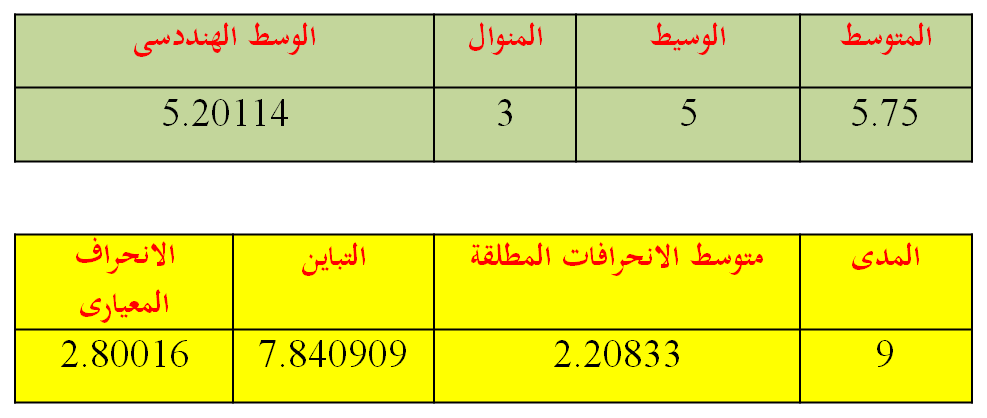 المتوسط الوسيط المنوال الوسط الهنددسى
5.75 5 3 5.20114
المدى متوسط الانحرافات المطلقة التباين الانحراف
المعيارى
9 2.20833 7.840909 2.80016